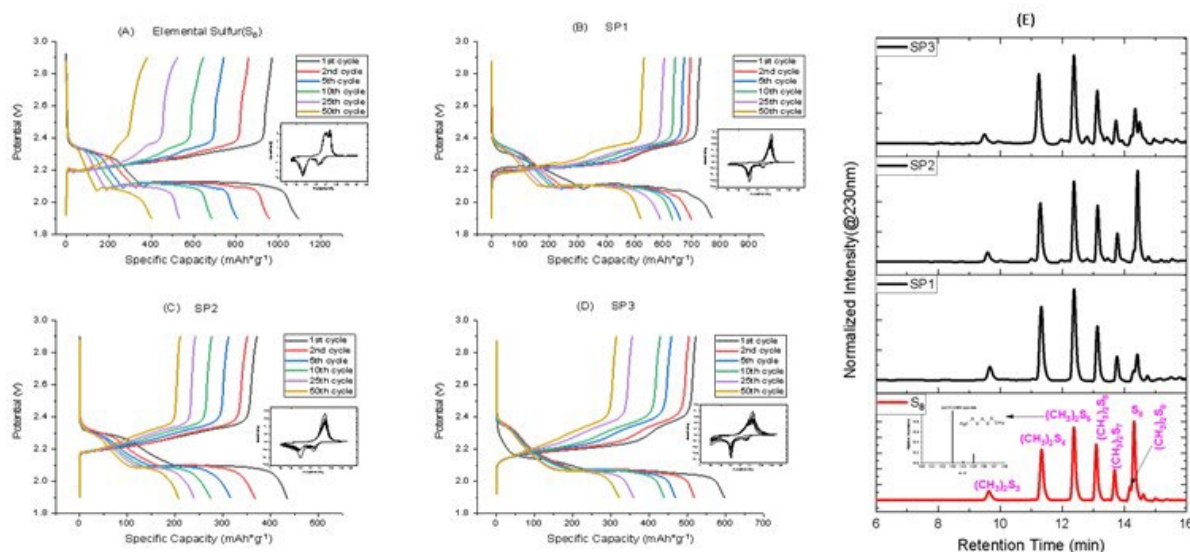 (A) Elemental Sulfur(S8)
Potential (V)
3.0
2.8
2.6
2.4
2.2
2.0
1.8
0 200 400 600 800 1000 1200
Specific Capacity (mAh*g⁻¹)
1st cycle
2nd cycle
5th cycle
10th cycle
25th cycle
50th cycle
(B) SP1
Potential (V)
3.0
2.8
2.6
2.4
2.2
2.0
1.8
0 100 200 300 400 500 600 700 800 900
Specific Capacity (mAh*g⁻¹)
1st cycle
2nd cycle
5th cycle
10th cycle
25th cycle
50th cycle
(C) SP2
Potential (V)
3.0
2.8
2.6
2.4
2.2
2.0
1.8
0 100 200 300 400 500
Specific Capacity (mAh*g⁻¹)
1st cycle
2nd cycle
5th cycle
10th cycle
25th cycle
50th cycle
(D) SP3
Potential (V)
3.0
2.8
2.6
2.4
2.2
2.0
1.8
0 100 200 300 400 500 600 700
Specific Capacity (mAh*g⁻¹)
1st cycle
2nd cycle
5th cycle
10th cycle
25th cycle
50th cycle
(E)
Normalized Intensity(@230nm)
SP3
SP2
SP1
S8
(CH3)2S3
(CH3)2S4
(CH3)2S5
(CH3)2S6
(CH3)2S7
S8
(CH3)2S8
6 8 10 12 14 16
Retention Time (min)